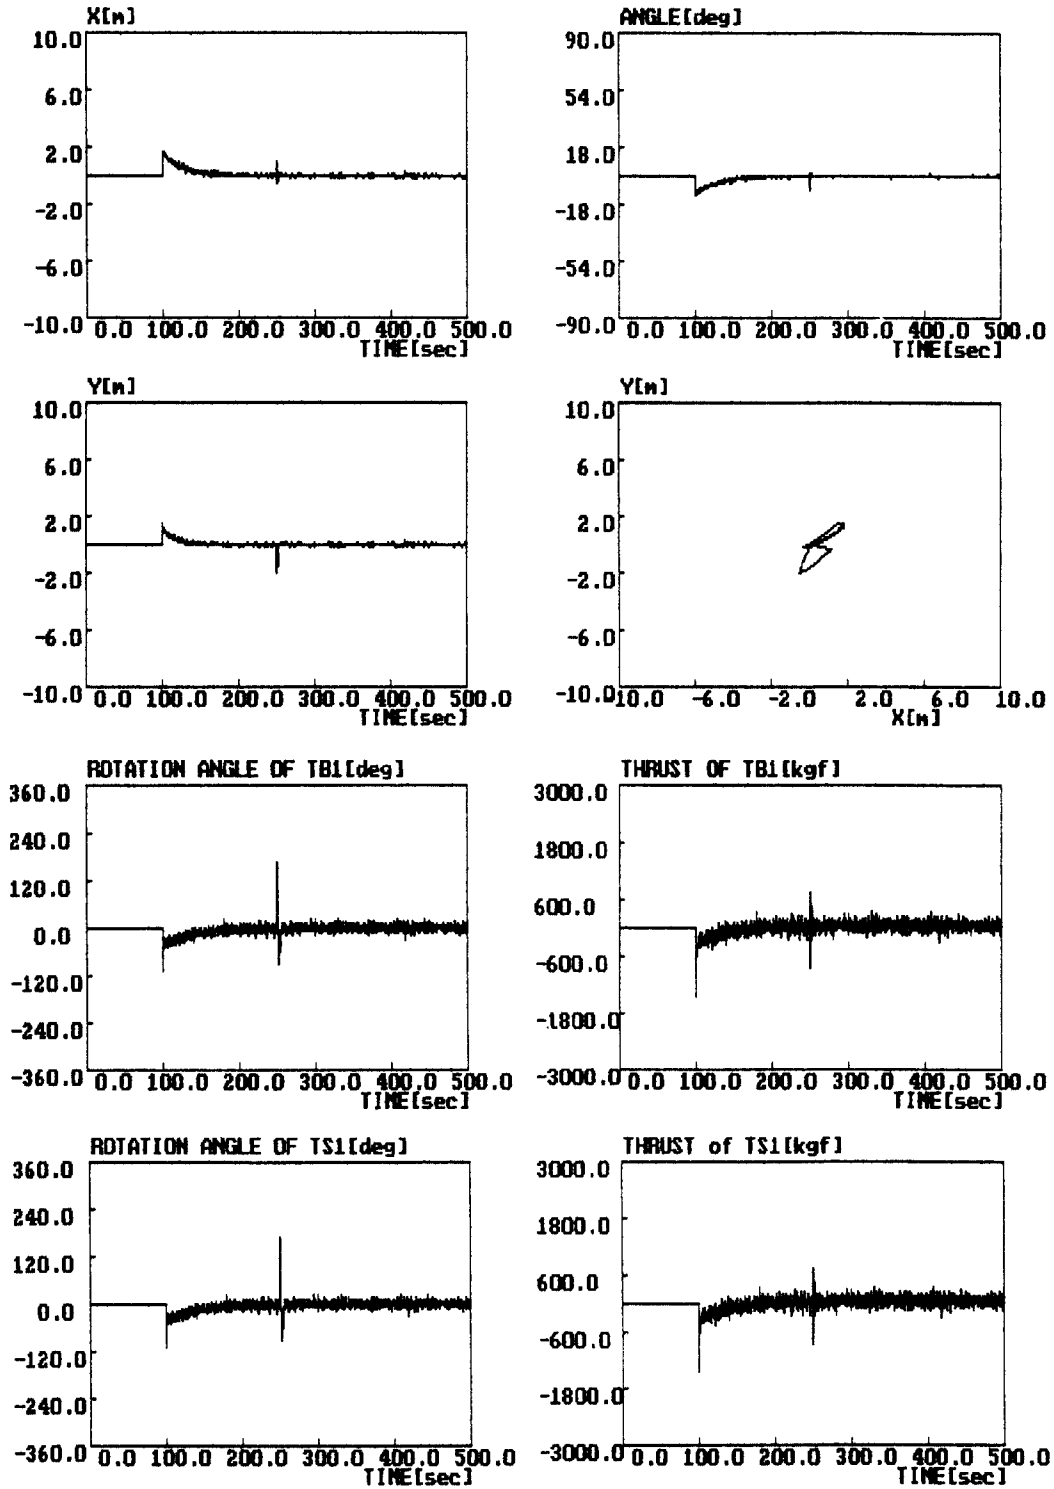 X[m]
10.0
6.0
2.0
-2.0
-6.0
-10.0
0.0 100.0 200.0 300.0 400.0 500.0
TIME[sec]
ANGLE[deg]
90.0
54.0
18.0
-18.0
-54.0
-90.0
0.0 100.0 200.0 300.0 400.0 500.0
TIME[sec]
Y[m]
10.0
6.0
2.0
-2.0
-6.0
-10.0
0.0 100.0 200.0 300.0 400.0 500.0
TIME[sec]
Y[m]
10.0
6.0
2.0
-2.0
-6.0
-10.0
-10.0 -6.0 -2.0 2.0 6.0 10.0
X[m]
ROTATION ANGLE OF TB1[deg]
360.0
240.0
120.0
0.0
-120.0
-240.0
-360.0
0.0 100.0 200.0 300.0 400.0 500.0
TIME[sec]
THRUST OF TB1[kgf]
3000.0
1800.0
600.0
-600.0
-1800.0
-3000.0
0.0 100.0 200.0 300.0 400.0 500.0
TIME[sec]
ROTATION ANGLE OF TS1[deg]
360.0
240.0
120.0
0.0
-120.0
-240.0
-360.0
0.0 100.0 200.0 300.0 400.0 500.0
TIME[sec]
THRUST of TS1[kgf]
3000.0
1800.0
600.0
-600.0
-1800.0
-3000.0
0.0 100.0 200.0 300.0 400.0 500.0
TIME[sec]